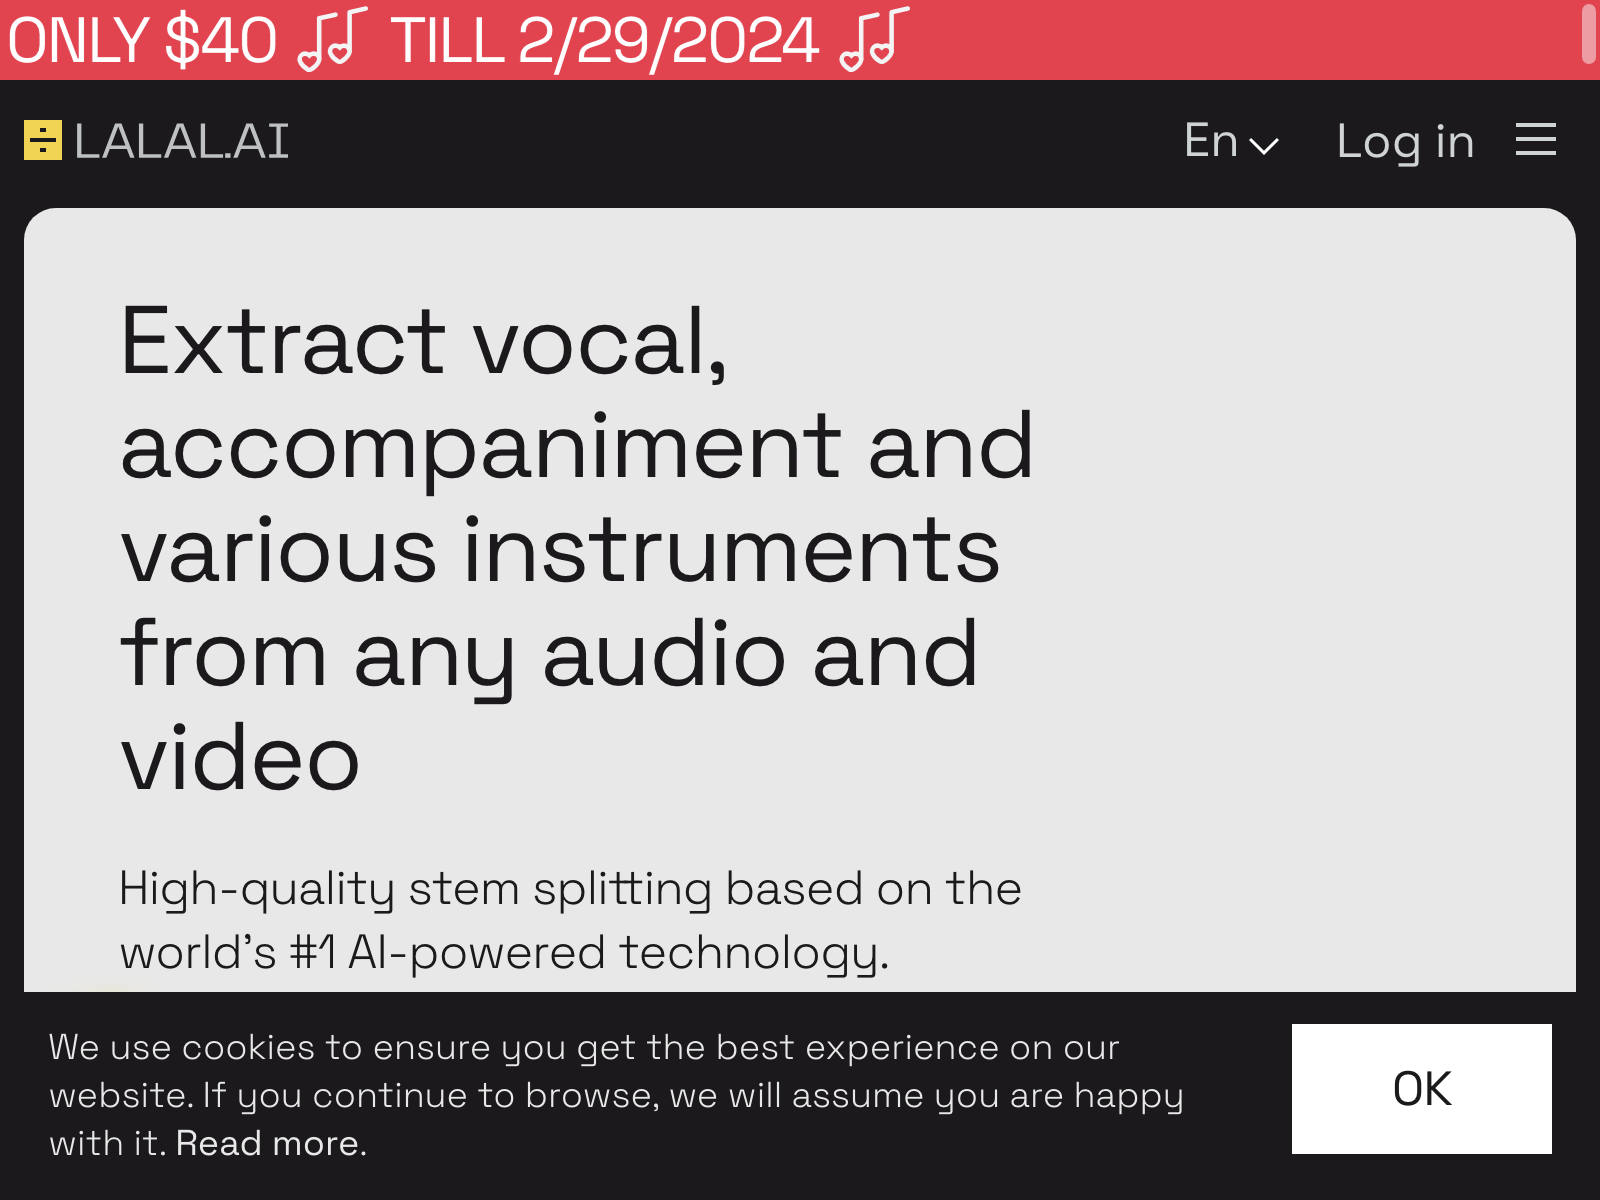 ONLY $40 TILL 2/29/2024
LALAL.AI
En
Log in
Extract vocal,
accompaniment and
various instruments
from any audio and
video
High-quality stem splitting based on the
world's #1 AI-powered technology.
We use cookies to ensure you get the best experience on our
website. If you continue to browse, we will assume you are happy
with it. Read more.
OK